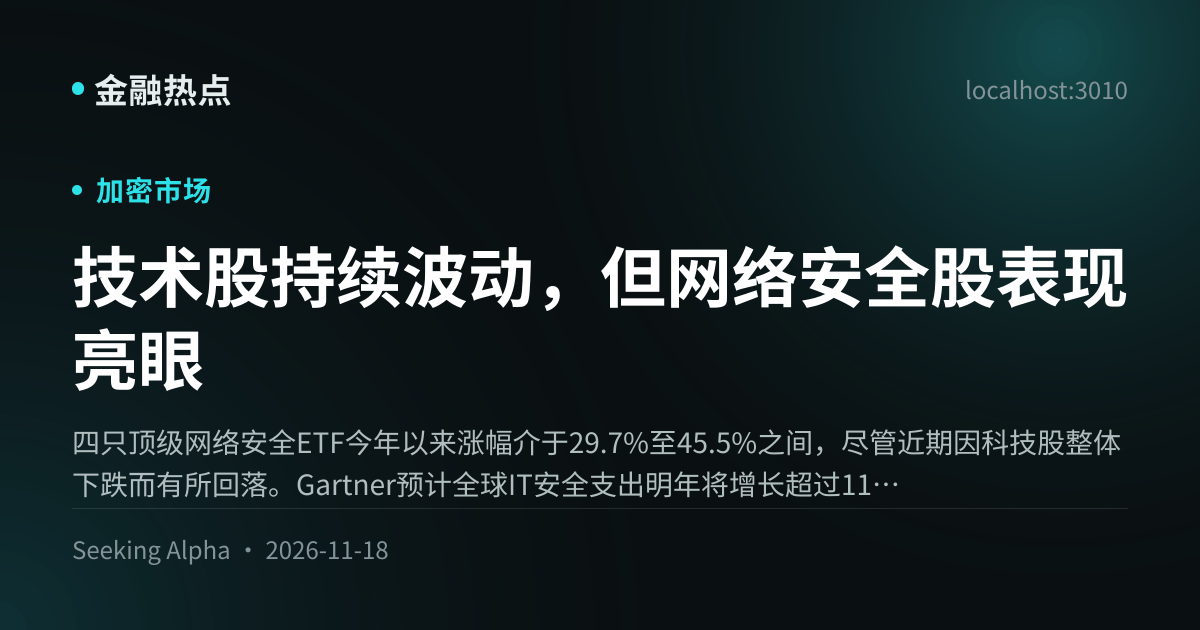 金融热点
localhost:3010
加密市场
技术股持续波动，但网络安全股表现
亮眼
四只顶级网络安全ETF今年以来涨幅介于29.7%至45.5%之间，尽管近期因科技股整体
下跌而有所回落。Gartner预计全球IT安全支出明年将增长超过11…
Seeking Alpha · 2026-11-18